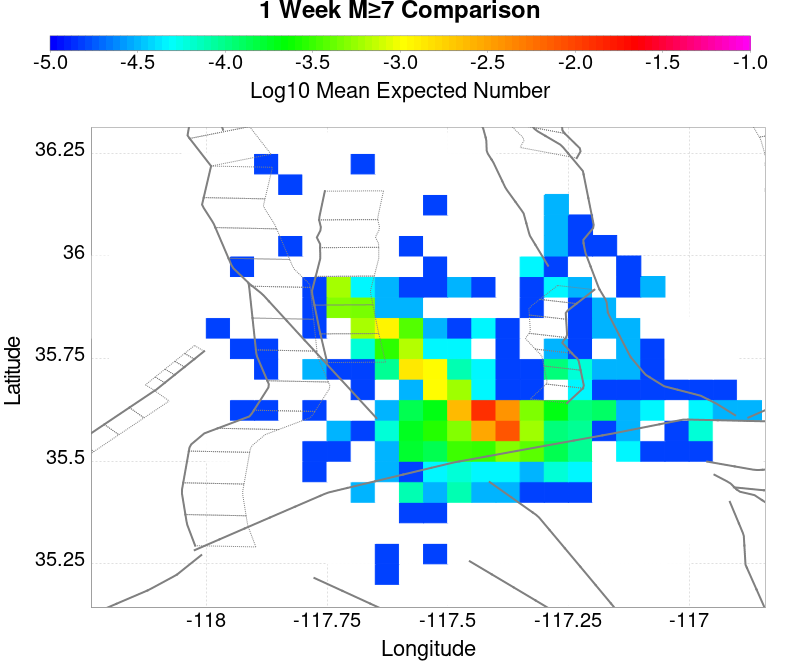 1 Week M≥7 Comparison
-5.0 -4.5 -4.0 -3.5 -3.0 -2.5 -2.0 -1.5 -1.0
Log10 Mean Expected Number
36.25
36
35.75
35.5
35.25
Latitude
-118 -117.75 -117.5 -117.25 -117
Longitude